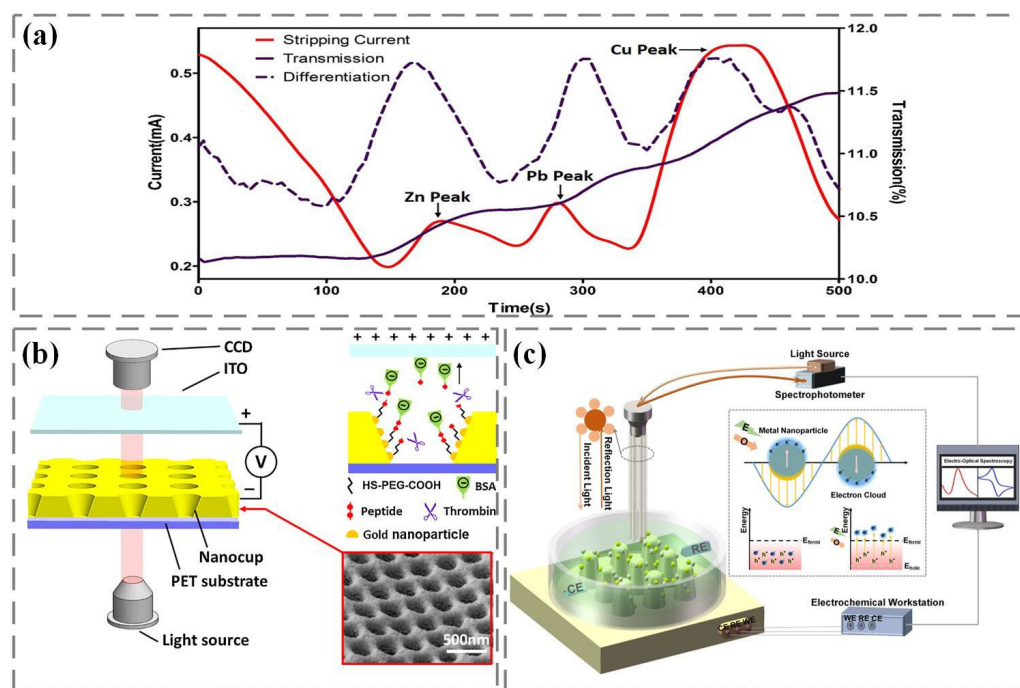 (a)
Stripping Current
Transmission
Differentiation
Cu Peak
Zn Peak
Pb Peak
Current(mA)
0.5
0.4
0.3
0.2
Transmission(%)
12.0
11.5
11.0
10.5
10.0
0
100
200
300
400
500
Time(s)
(b)
CCD
ITO
+
V
−
Nanocup
PET substrate
Light source
+ + + + + + + +
HS-PEG-COOH
BSA
Peptide
Thrombin
Gold nanoparticle
500nm
(c)
Light Source
Spectrophotometer
Incident Light
Reflection Light
E
O
Metal Nanoparticle
Electron Cloud
Energy
Efermi
Energy
E
O
Efermi
Ehole
Electro-Optical Spectroscopy
RE
CE
CE RE WE
Electrochemical Workstation
WE RE CE